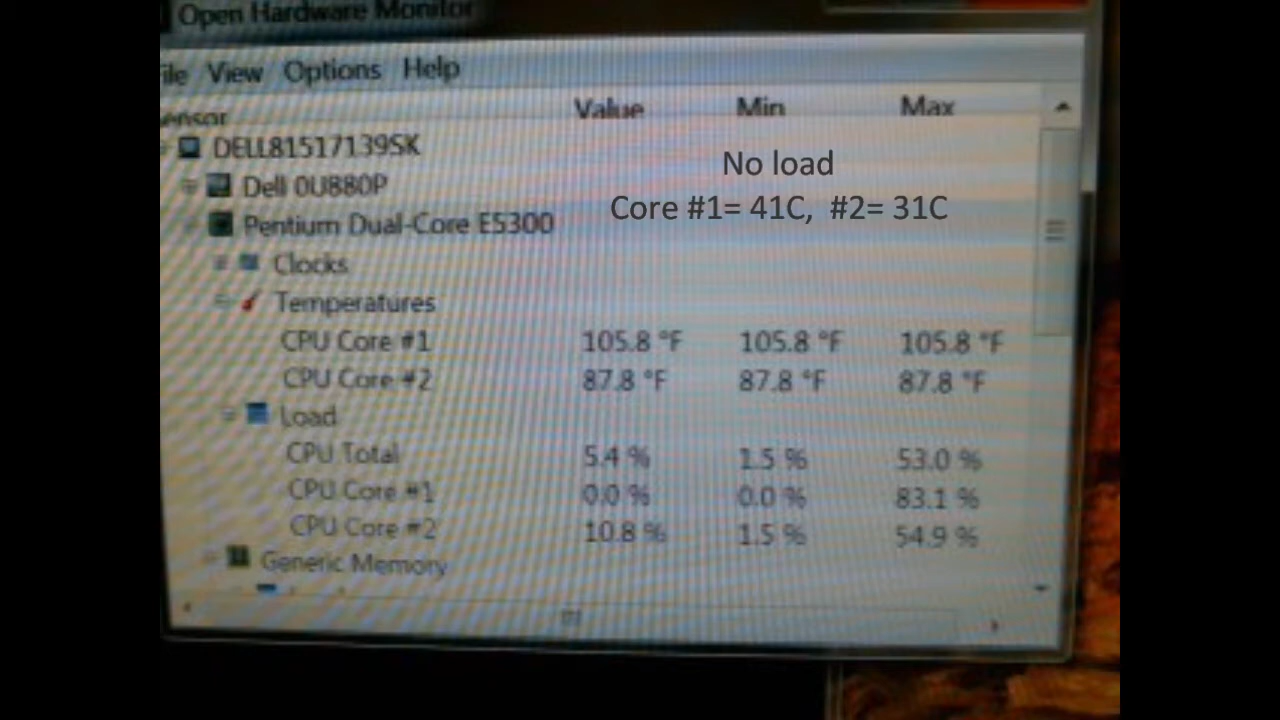 Open Hardware Monitor
ile View Options Help
ensor Value Min Max
DELL81517139SK
No load
Dell 0U880P
Core #1= 41C, #2= 31C
Pentium Dual-Core E5300
Clocks
Temperatures
CPU Core #1 105.8 °F 105.8 °F 105.8 °F
CPU Core #2 87.8 °F 87.8 °F 87.8 °F
Load
CPU Total 5.4 % 1.5 % 53.0 %
CPU Core #1 0.0 % 0.0 % 83.1 %
CPU Core #2 10.8 % 1.5 % 54.9 %
Generic Memory